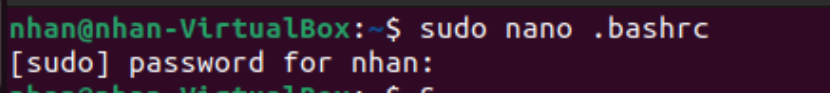 nhan@nhan-VirtualBox:~$ sudo nano .bashrc
[sudo] password for nhan: